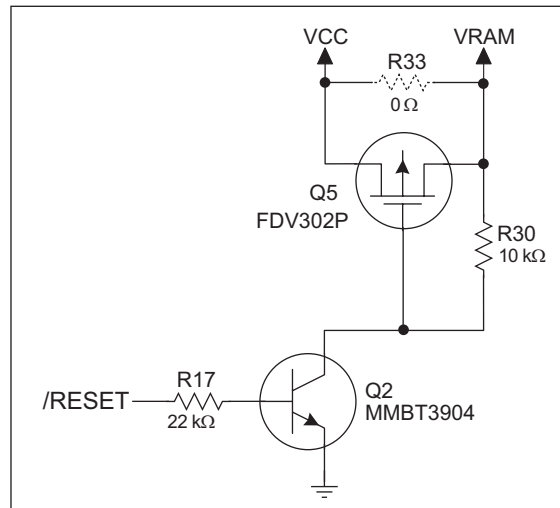 VCC
VRAM
R33
0 Ω
Q5
FDV302P
R30
10 kΩ
R17
22 kΩ
/RESET
Q2
MMBT3904